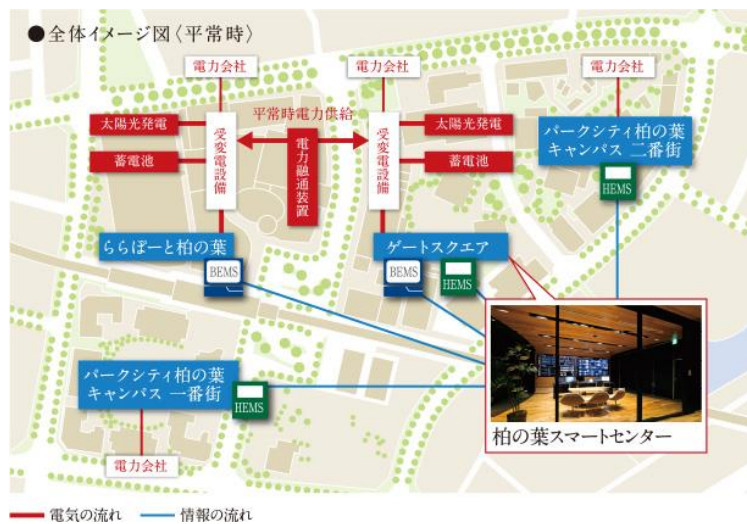 ●全体イメージ図〈平常時〉
電力会社
電力会社
電力会社
太陽光発電
蓄電池
受変電設備
平常時電力供給
電力融通装置
受変電設備
太陽光発電
蓄電池
パークシティ柏の葉
キャンパス 二番街
HEMS
ららぽーと柏の葉
BEMS
ゲートスクエア
BEMS
HEMS
パークシティ柏の葉
キャンパス 一番街
HEMS
電力会社
柏の葉スマートセンター
電気の流れ
情報の流れ